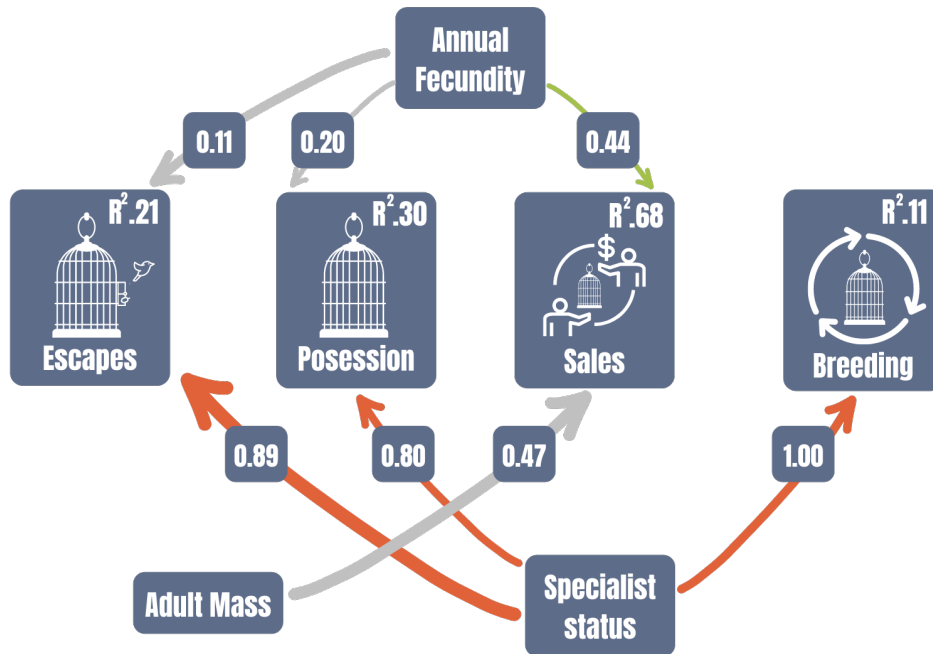 Annual
Fecundity
0.11
0.20
0.44
R².21
Escapes
R².30
Posession
R².68
$
Sales
R².11
Breeding
0.89
0.80
0.47
1.00
Adult Mass
Specialist
status